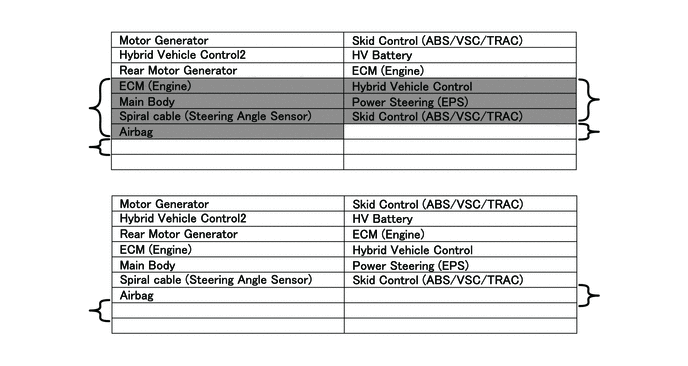 Motor Generator Skid Control (ABS/VSC/TRAC)
Hybrid Vehicle Control2 HV Battery
Rear Motor Generator ECM (Engine)
ECM (Engine) Hybrid Vehicle Control
Main Body Power Steering (EPS)
Spiral cable (Steering Angle Sensor) Skid Control (ABS/VSC/TRAC)
Airbag
Motor Generator Skid Control (ABS/VSC/TRAC)
Hybrid Vehicle Control2 HV Battery
Rear Motor Generator ECM (Engine)
ECM (Engine) Hybrid Vehicle Control
Main Body Power Steering (EPS)
Spiral cable (Steering Angle Sensor) Skid Control (ABS/VSC/TRAC)
Airbag